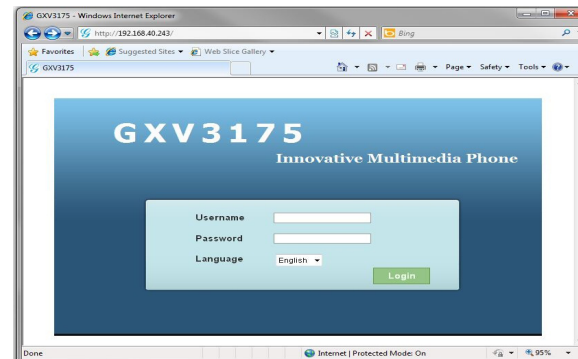 GXV3175 - Windows Internet Explorer
http://192.168.40.243/
Bing
Favorites Suggested Sites Web Slice Gallery
GXV3175
Page Safety Tools
GXV3175
Innovative Multimedia Phone
Username
Password
Language English
Login
Done Internet | Protected Mode: On 95%